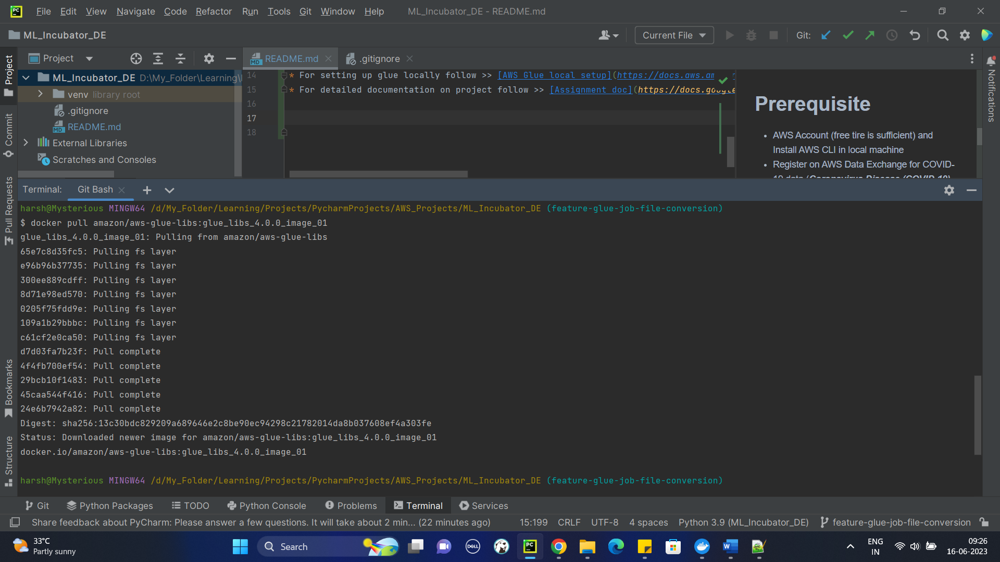 File Edit View Navigate Code Refactor Run Tools Git Window Help ML_Incubator_DE - README.md
ML_Incubator_DE Current File Git:
Project README.md .gitignore
ML_Incubator_DE D:\My_Folder\Learning\
venv library root
.gitignore
README.md
External Libraries
Scratches and Consoles
14 * For setting up glue locally follow >> [AWS Glue local setup](https://docs.aws.am
15 * For detailed documentation on project follow >> [Assignment doc](https://docs.google
16
17
18
Prerequisite
• AWS Account (free tire is sufficient) and
Install AWS CLI in local machine
• Register on AWS Data Exchange for COVID-
19 data (Coronavirus Disease (COVID-19)
Project
Commit
Pull Requests
Bookmarks
Structure
Notifications
Terminal: Git Bash
harsh@Mysterious MINGW64 /d/My_Folder/Learning/Projects/PycharmProjects/AWS_Projects/ML_Incubator_DE (feature-glue-job-file-conversion)
$ docker pull amazon/aws-glue-libs:glue_libs_4.0.0_image_01
glue_libs_4.0.0_image_01: Pulling from amazon/aws-glue-libs
65e7c8d35fc5: Pulling fs layer
e96b96b37735: Pulling fs layer
300ee889cdff: Pulling fs layer
8d71e98ed570: Pulling fs layer
0205f75fdd9e: Pulling fs layer
109a1b29bbbc: Pulling fs layer
c61cf2e0ca50: Pulling fs layer
d7d03fa7b23f: Pull complete
4f4fb700ef54: Pull complete
29bcb10f1483: Pull complete
45caa544f416: Pull complete
24e6b7942a82: Pull complete
Digest: sha256:13c30bdc829209a689646e2c8be90ec94298c21782014da8b037608ef4a303fe
Status: Downloaded newer image for amazon/aws-glue-libs:glue_libs_4.0.0_image_01
docker.io/amazon/aws-glue-libs:glue_libs_4.0.0_image_01
harsh@Mysterious MINGW64 /d/My_Folder/Learning/Projects/PycharmProjects/AWS_Projects/ML_Incubator_DE (feature-glue-job-file-conversion)
Git Python Packages TODO Python Console Problems Terminal Services
Share feedback about PyCharm: Please answer a few questions. It will take about 2 min... (22 minutes ago) 15:199 CRLF UTF-8 4 spaces Python 3.9 (ML_Incubator_DE) feature-glue-job-file-conversion
33°C
Partly sunny
Search
ENG
IN
09:26
16-06-2023